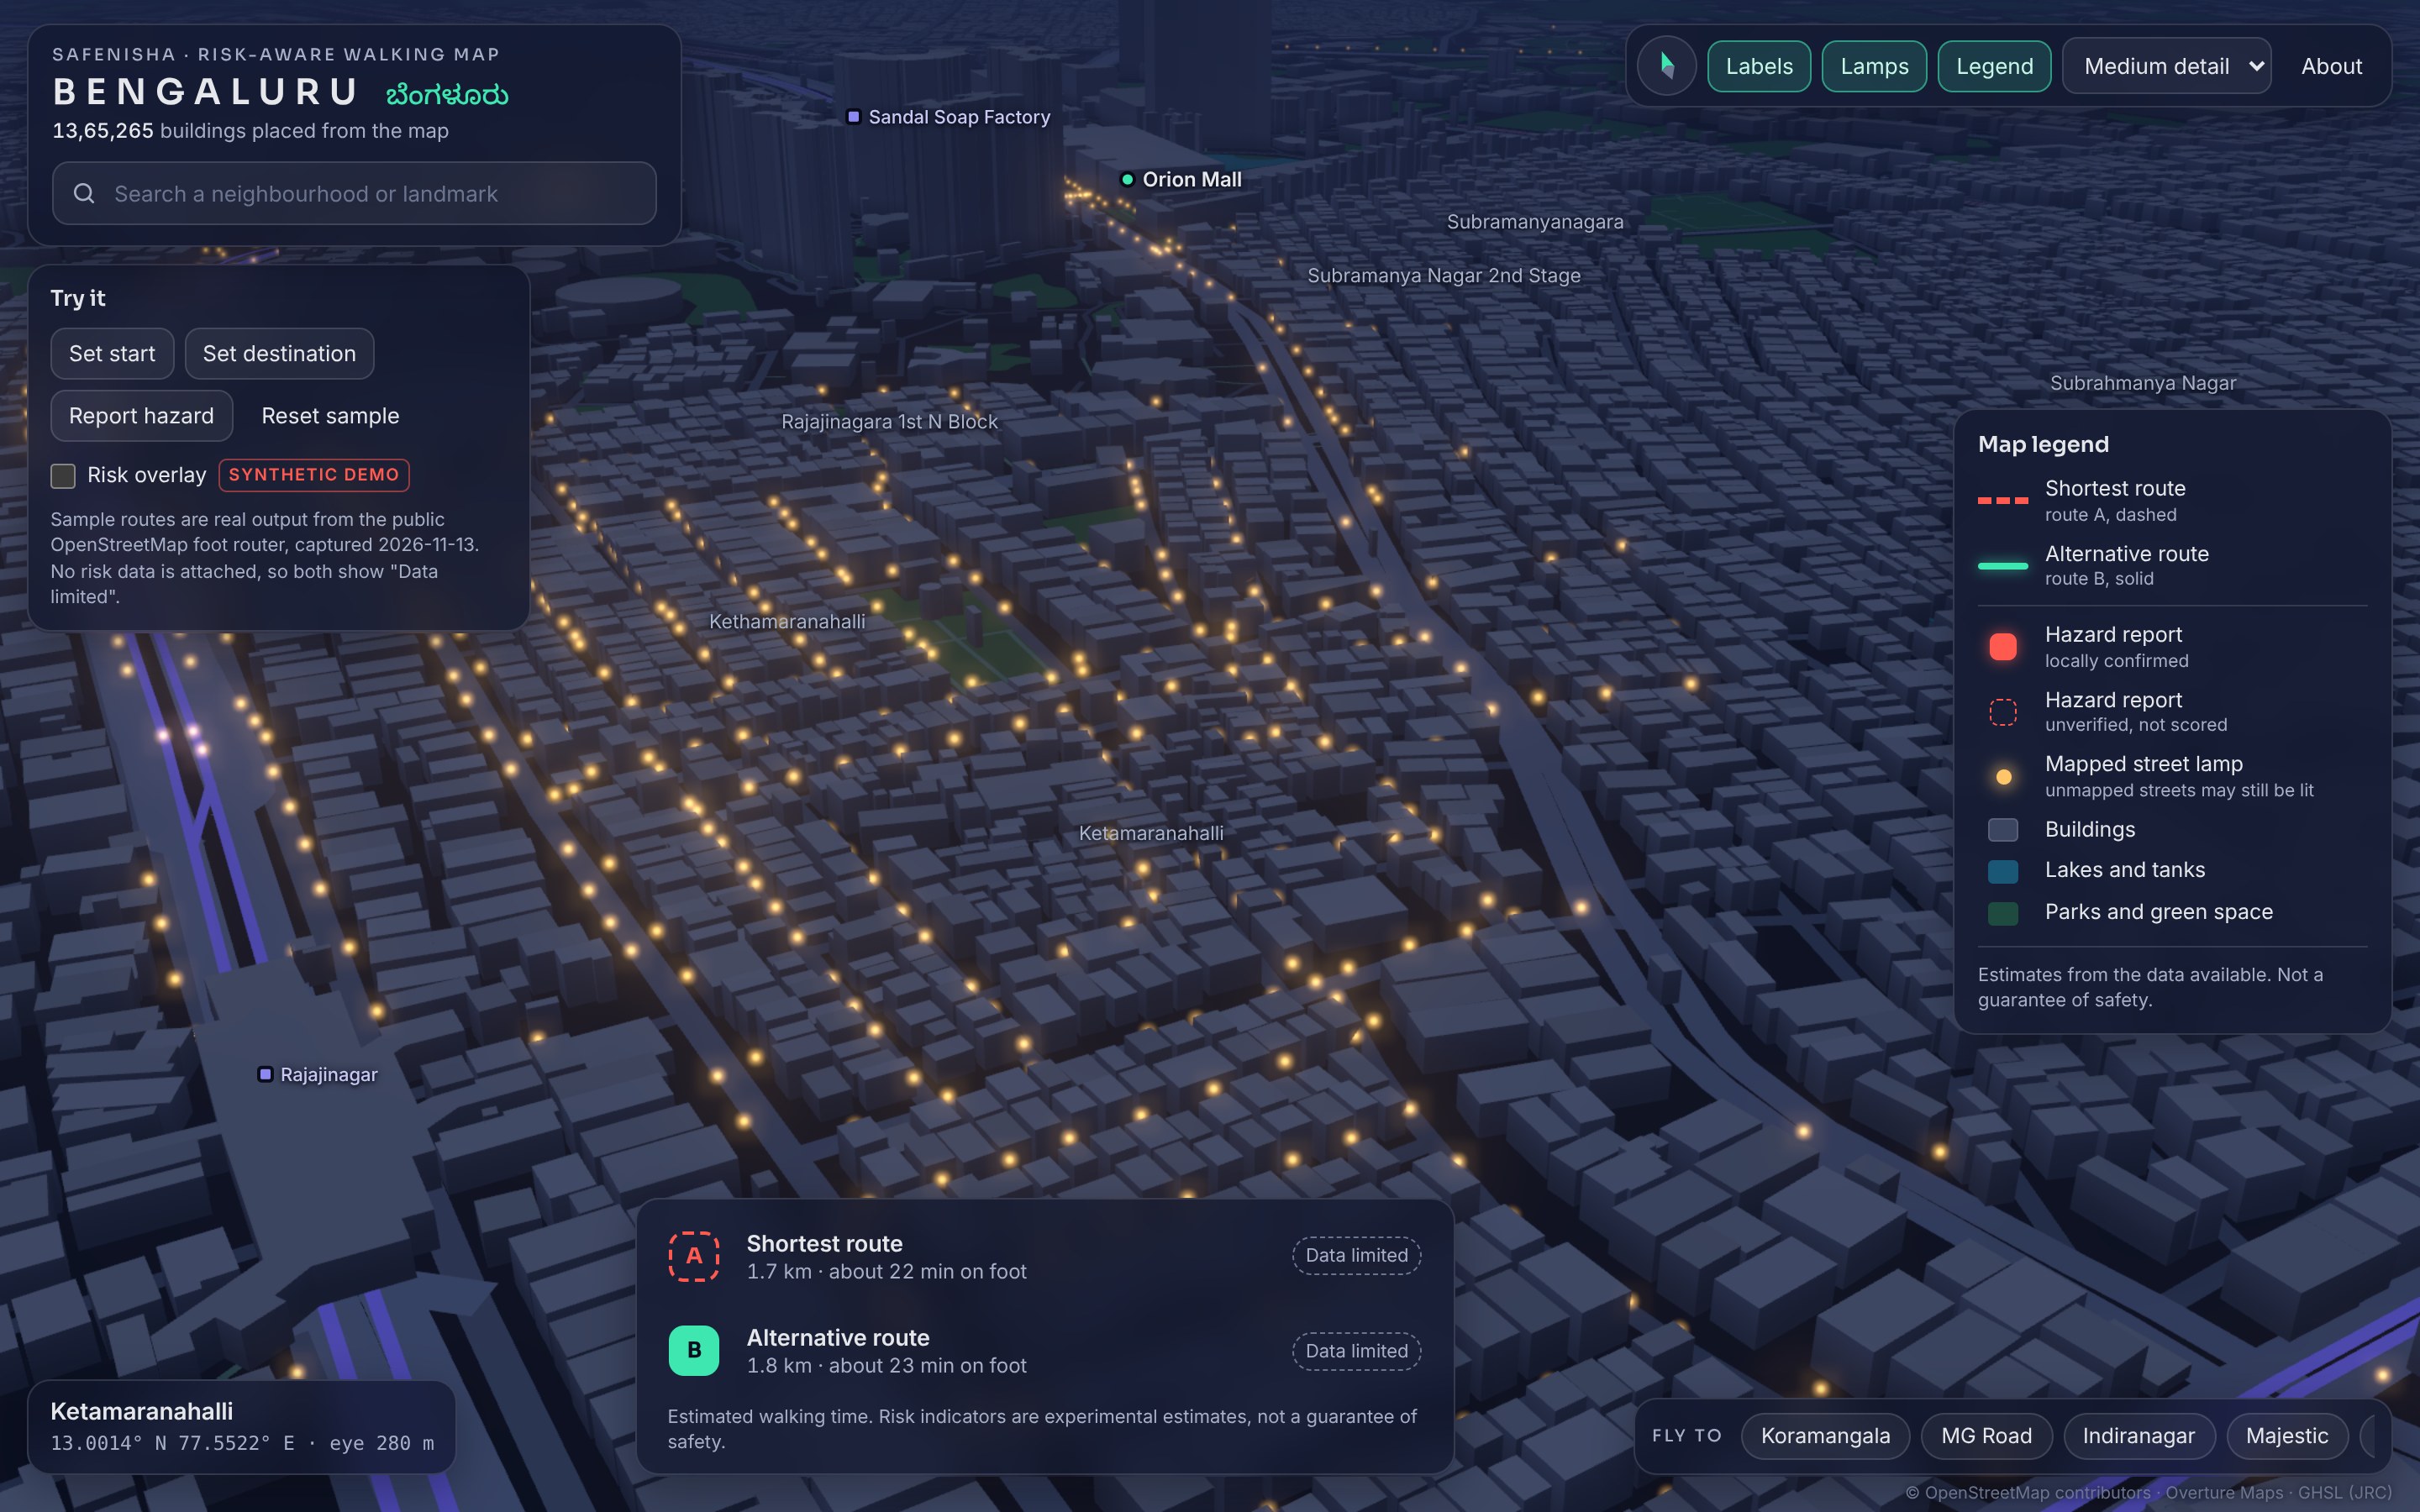 SAFENISHA · RISK-AWARE WALKING MAP
BENGALURU ಬೆಂಗಳೂರು
13,65,265 buildings placed from the map
Search a neighbourhood or landmark
Labels
Lamps
Legend
Medium detail
About
Try it
Set start
Set destination
Report hazard
Reset sample
Risk overlay SYNTHETIC DEMO
Sample routes are real output from the public
OpenStreetMap foot router, captured 2026-11-13.
No risk data is attached, so both show "Data
limited".
Sandal Soap Factory
Orion Mall
Subramanyanagara
Subramanya Nagar 2nd Stage
Subrahmanya Nagar
Rajajinagara 1st N Block
Kethamaranahalli
Ketamaranahalli
Rajajinagar
Map legend
Shortest route
route A, dashed
Alternative route
route B, solid
Hazard report
locally confirmed
Hazard report
unverified, not scored
Mapped street lamp
unmapped streets may still be lit
Buildings
Lakes and tanks
Parks and green space
Estimates from the data available. Not a
guarantee of safety.
A
Shortest route
1.7 km · about 22 min on foot
Data limited
B
Alternative route
1.8 km · about 23 min on foot
Data limited
Estimated walking time. Risk indicators are experimental estimates, not a guarantee of
safety.
Ketamaranahalli
13.0014° N 77.5522° E · eye 280 m
FLY TO
Koramangala
MG Road
Indiranagar
Majestic
© OpenStreetMap contributors · Overture Maps · GHSL (JRC)